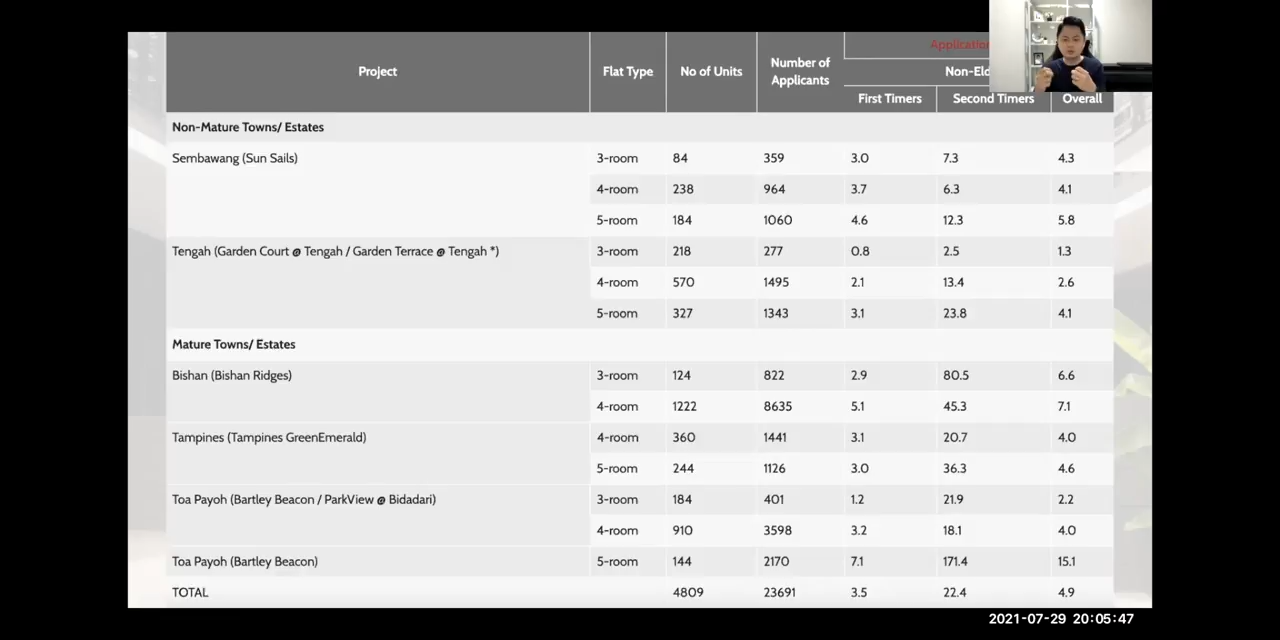 Project Flat Type No of Units Number of Applicants Application
Non-Eld
First Timers Second Timers Overall
Non-Mature Towns/ Estates
Sembawang (Sun Sails) 3-room 84 359 3.0 7.3 4.3
4-room 238 964 3.7 6.3 4.1
5-room 184 1060 4.6 12.3 5.8
Tengah (Garden Court @ Tengah / Garden Terrace @ Tengah *) 3-room 218 277 0.8 2.5 1.3
4-room 570 1495 2.1 13.4 2.6
5-room 327 1343 3.1 23.8 4.1
Mature Towns/ Estates
Bishan (Bishan Ridges) 3-room 124 822 2.9 80.5 6.6
4-room 1222 8635 5.1 45.3 7.1
Tampines (Tampines GreenEmerald) 4-room 360 1441 3.1 20.7 4.0
5-room 244 1126 3.0 36.3 4.6
Toa Payoh (Bartley Beacon / ParkView @ Bidadari) 3-room 184 401 1.2 21.9 2.2
4-room 910 3598 3.2 18.1 4.0
Toa Payoh (Bartley Beacon) 5-room 144 2170 7.1 171.4 15.1
TOTAL 4809 23691 3.5 22.4 4.9
2021-07-29 20:05:47